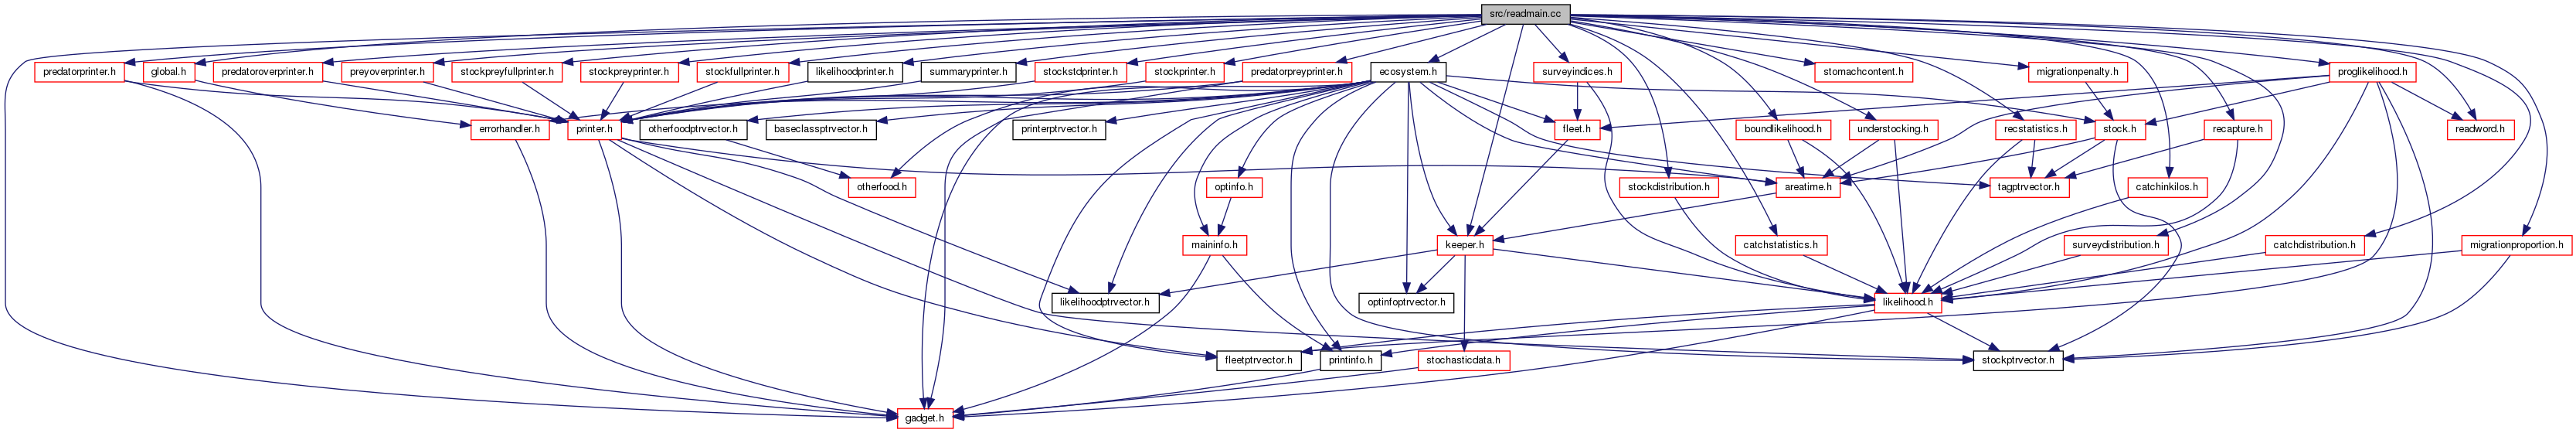 src/readmain.cc
predatorprinter.h
global.h
predatoroverprinter.h
preyoverprinter.h
stockpreyfullprinter.h
stockpreyprinter.h
stockfullprinter.h
likelihoodprinter.h
summaryprinter.h
stockstdprinter.h
stockprinter.h
predatorpreyprinter.h
ecosystem.h
surveyindices.h
stomachcontent.h
migrationpenalty.h
proglikelihood.h
errorhandler.h
printer.h
otherfoodptrvector.h
baseclassptrvector.h
printerptrvector.h
fleet.h
boundlikelihood.h
understocking.h
recstatistics.h
stock.h
recapture.h
readword.h
otherfood.h
optinfo.h
areatime.h
stockdistribution.h
tagptrvector.h
catchinkilos.h
maininfo.h
keeper.h
catchstatistics.h
surveydistribution.h
catchdistribution.h
migrationproportion.h
likelihoodptrvector.h
optinfoptrvector.h
likelihood.h
fleetptrvector.h
printinfo.h
stochasticdata.h
stockptrvector.h
gadget.h